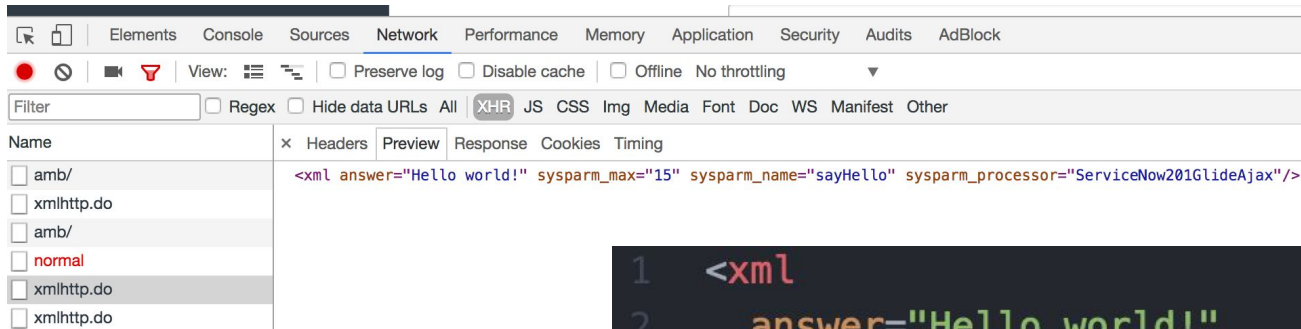 Elements Console Sources Network Performance Memory Application Security Audits AdBlock
View: Preserve log Disable cache Offline No throttling
Filter Regex Hide data URLs All XHR JS CSS Img Media Font Doc WS Manifest Other
Name × Headers Preview Response Cookies Timing
amb/ <xml answer="Hello world!" sysparm_max="15" sysparm_name="sayHello" sysparm_processor="ServiceNow201GlideAjax"/>
xmlhttp.do
amb/
normal
1 <xml
xmlhttp.do
2 answer="Hello world!"
xmlhttp.do